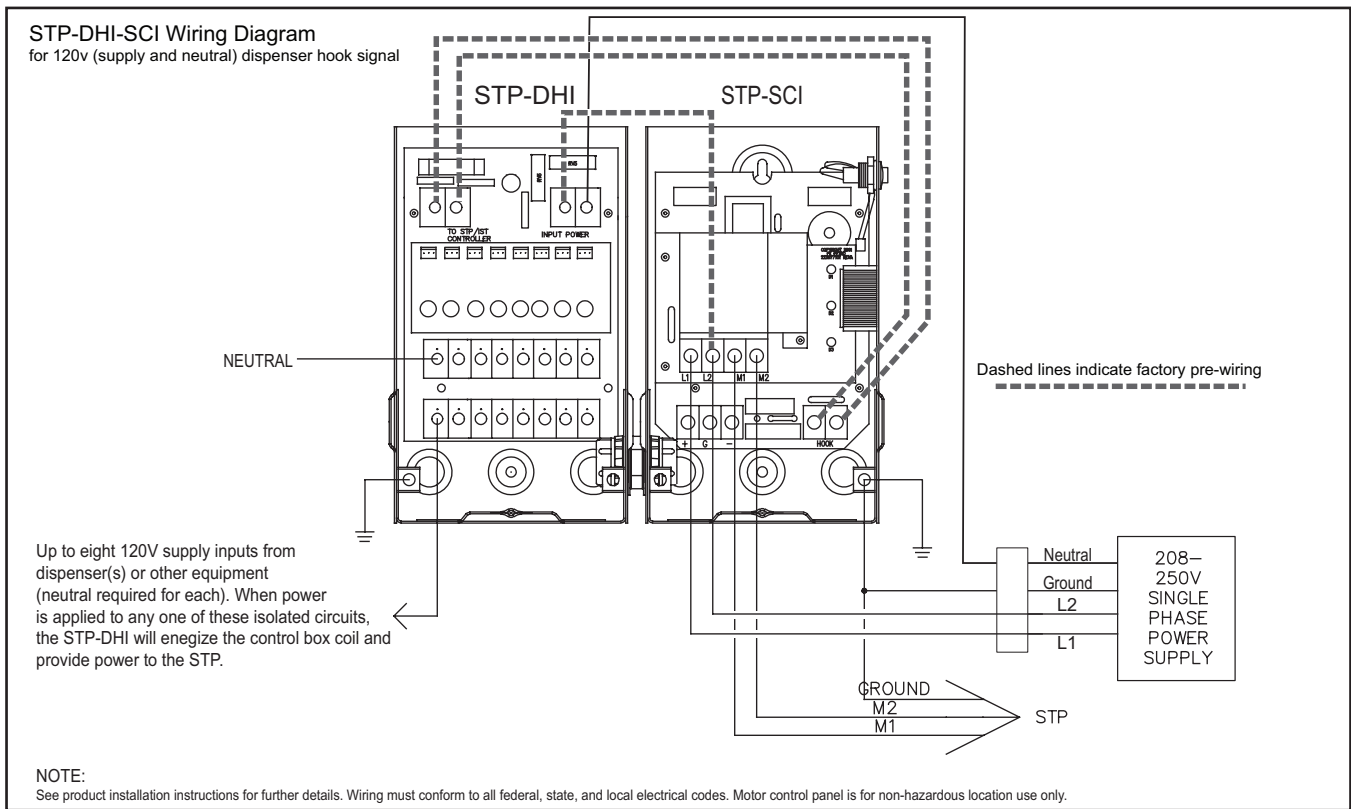 STP-DHI-SCI Wiring Diagram
for 120v (supply and neutral) dispenser hook signal
STP-DHI
STP-SCI
TO STP/IST
CONTROLLER
INPUT POWER
L1
L2
M1
M2
+
G
-
HOOK
NEUTRAL
Dashed lines indicate factory pre-wiring
Up to eight 120V supply inputs from
dispenser(s) or other equipment
(neutral required for each). When power
is applied to any one of these isolated circuits,
the STP-DHI will enegize the control box coil and
provide power to the STP.
Neutral
Ground
L2
L1
208-
250V
SINGLE
PHASE
POWER
SUPPLY
GROUND
M2
M1
STP
NOTE:
See product installation instructions for further details. Wiring must conform to all federal, state, and local electrical codes. Motor control panel is for non-hazardous location use only.